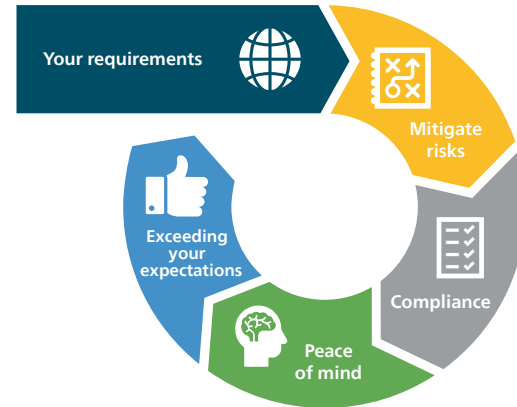 Your requirements
Mitigate
risks
Compliance
Peace
of mind
Exceeding
your
expectations